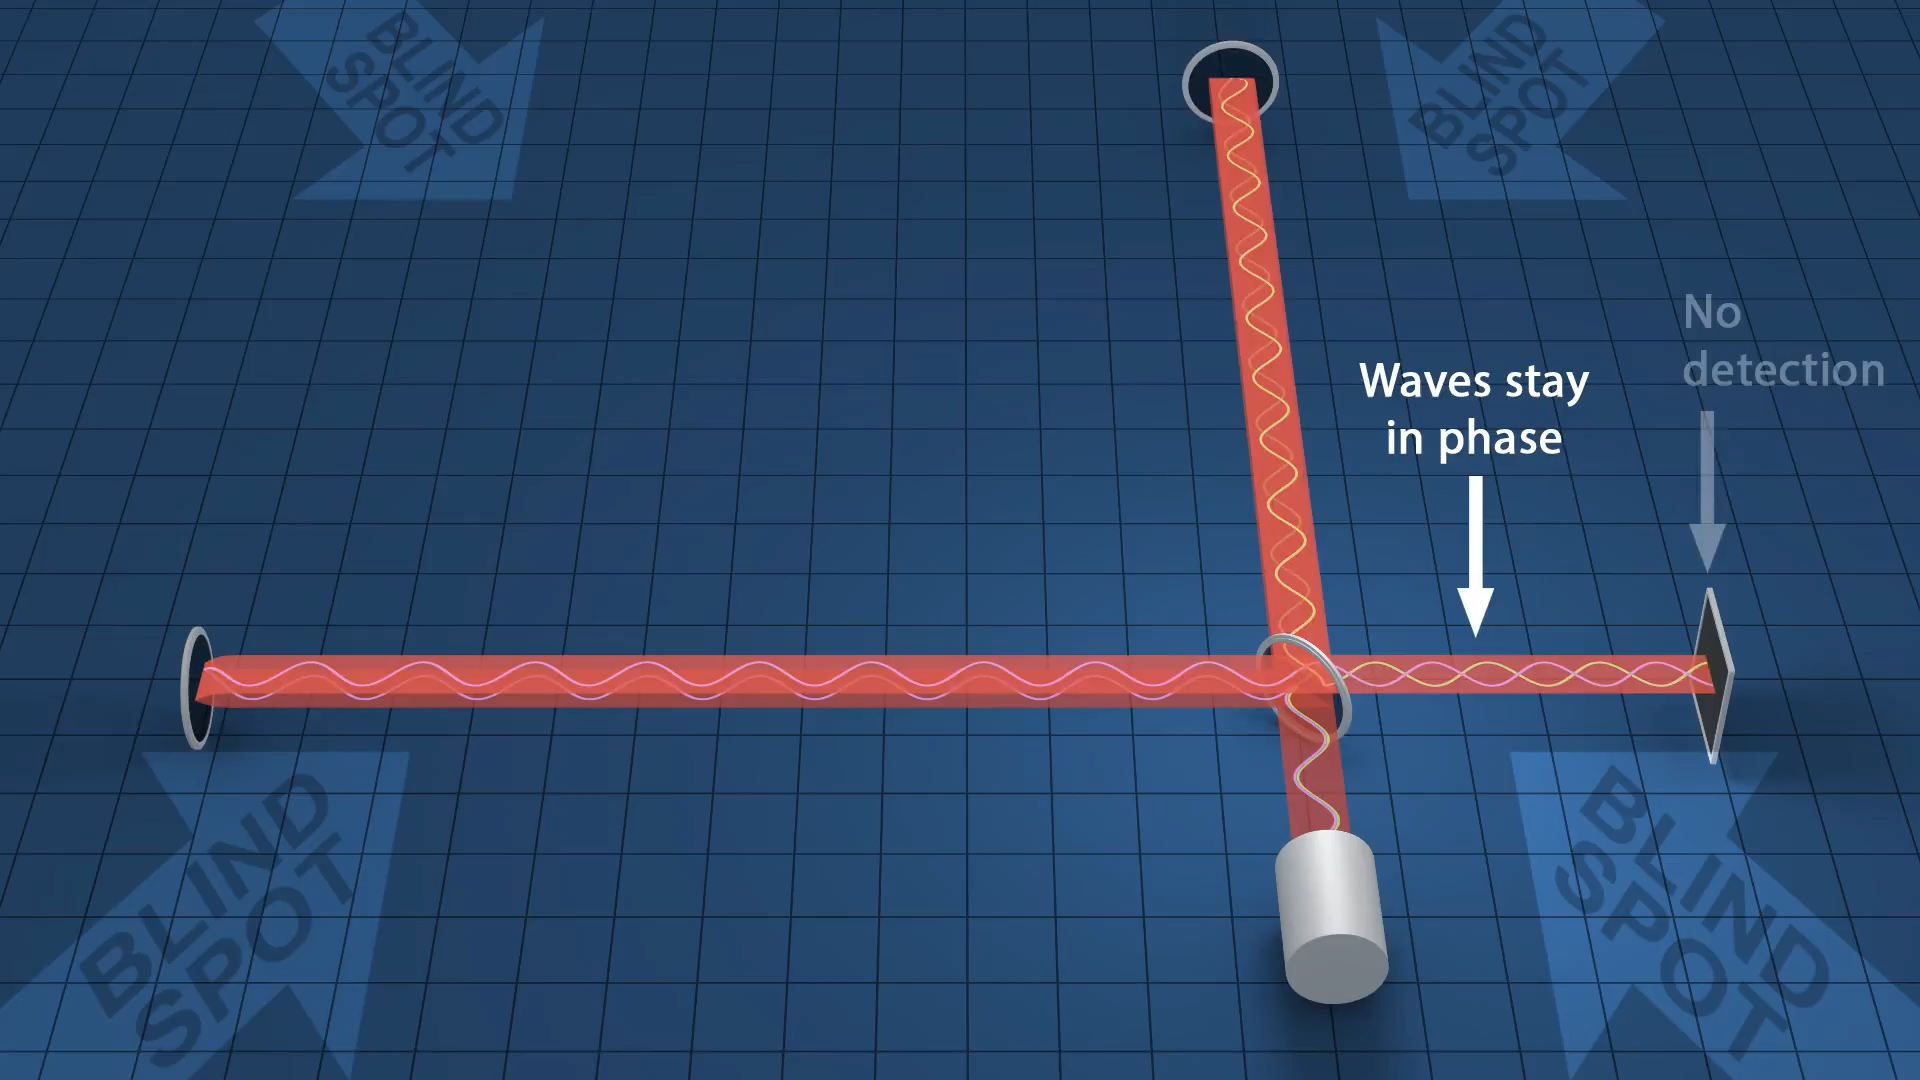 BLIND
SPOT
BLIND
SPOT
No
detection
Waves stay
in phase
BLIND
SPOT
BLIND
SPOT